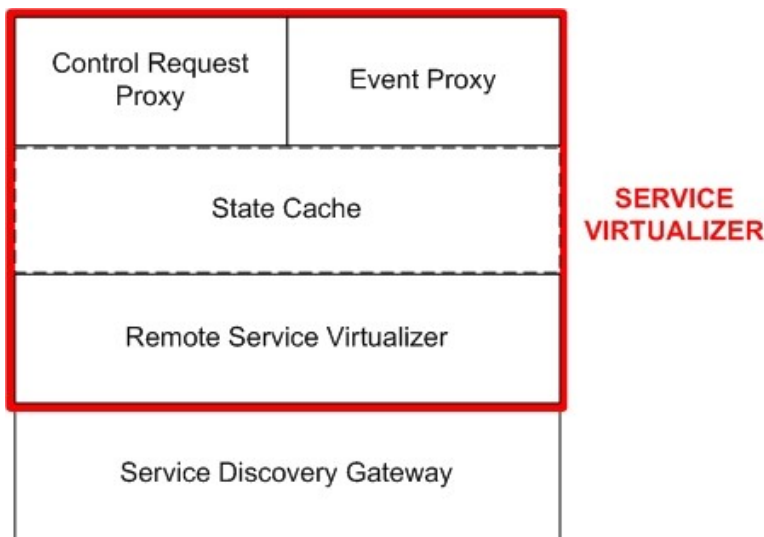 Control Request
Proxy
Event Proxy
State Cache
SERVICE
VIRTUALIZER
Remote Service Virtualizer
Service Discovery Gateway